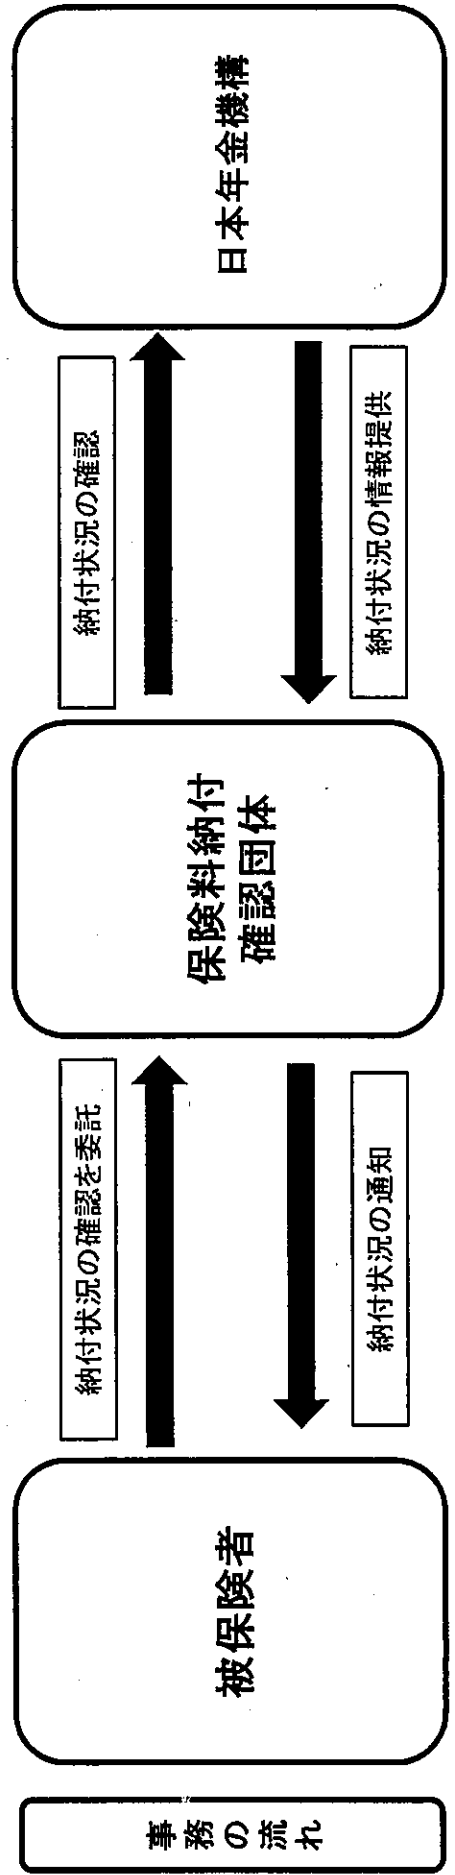 事務の流れ
被保険者
納付状況の確認を委託
納付状況の通知
保険料納付
確認団体
納付状況の確認
納付状況の情報提供
日本年金機構